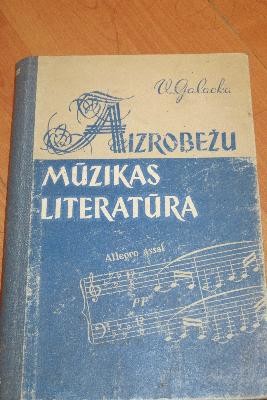 V. Galacka
AIZROBEŽU
MŪZIKAS
LITERATŪRA
Allegro assai
pp